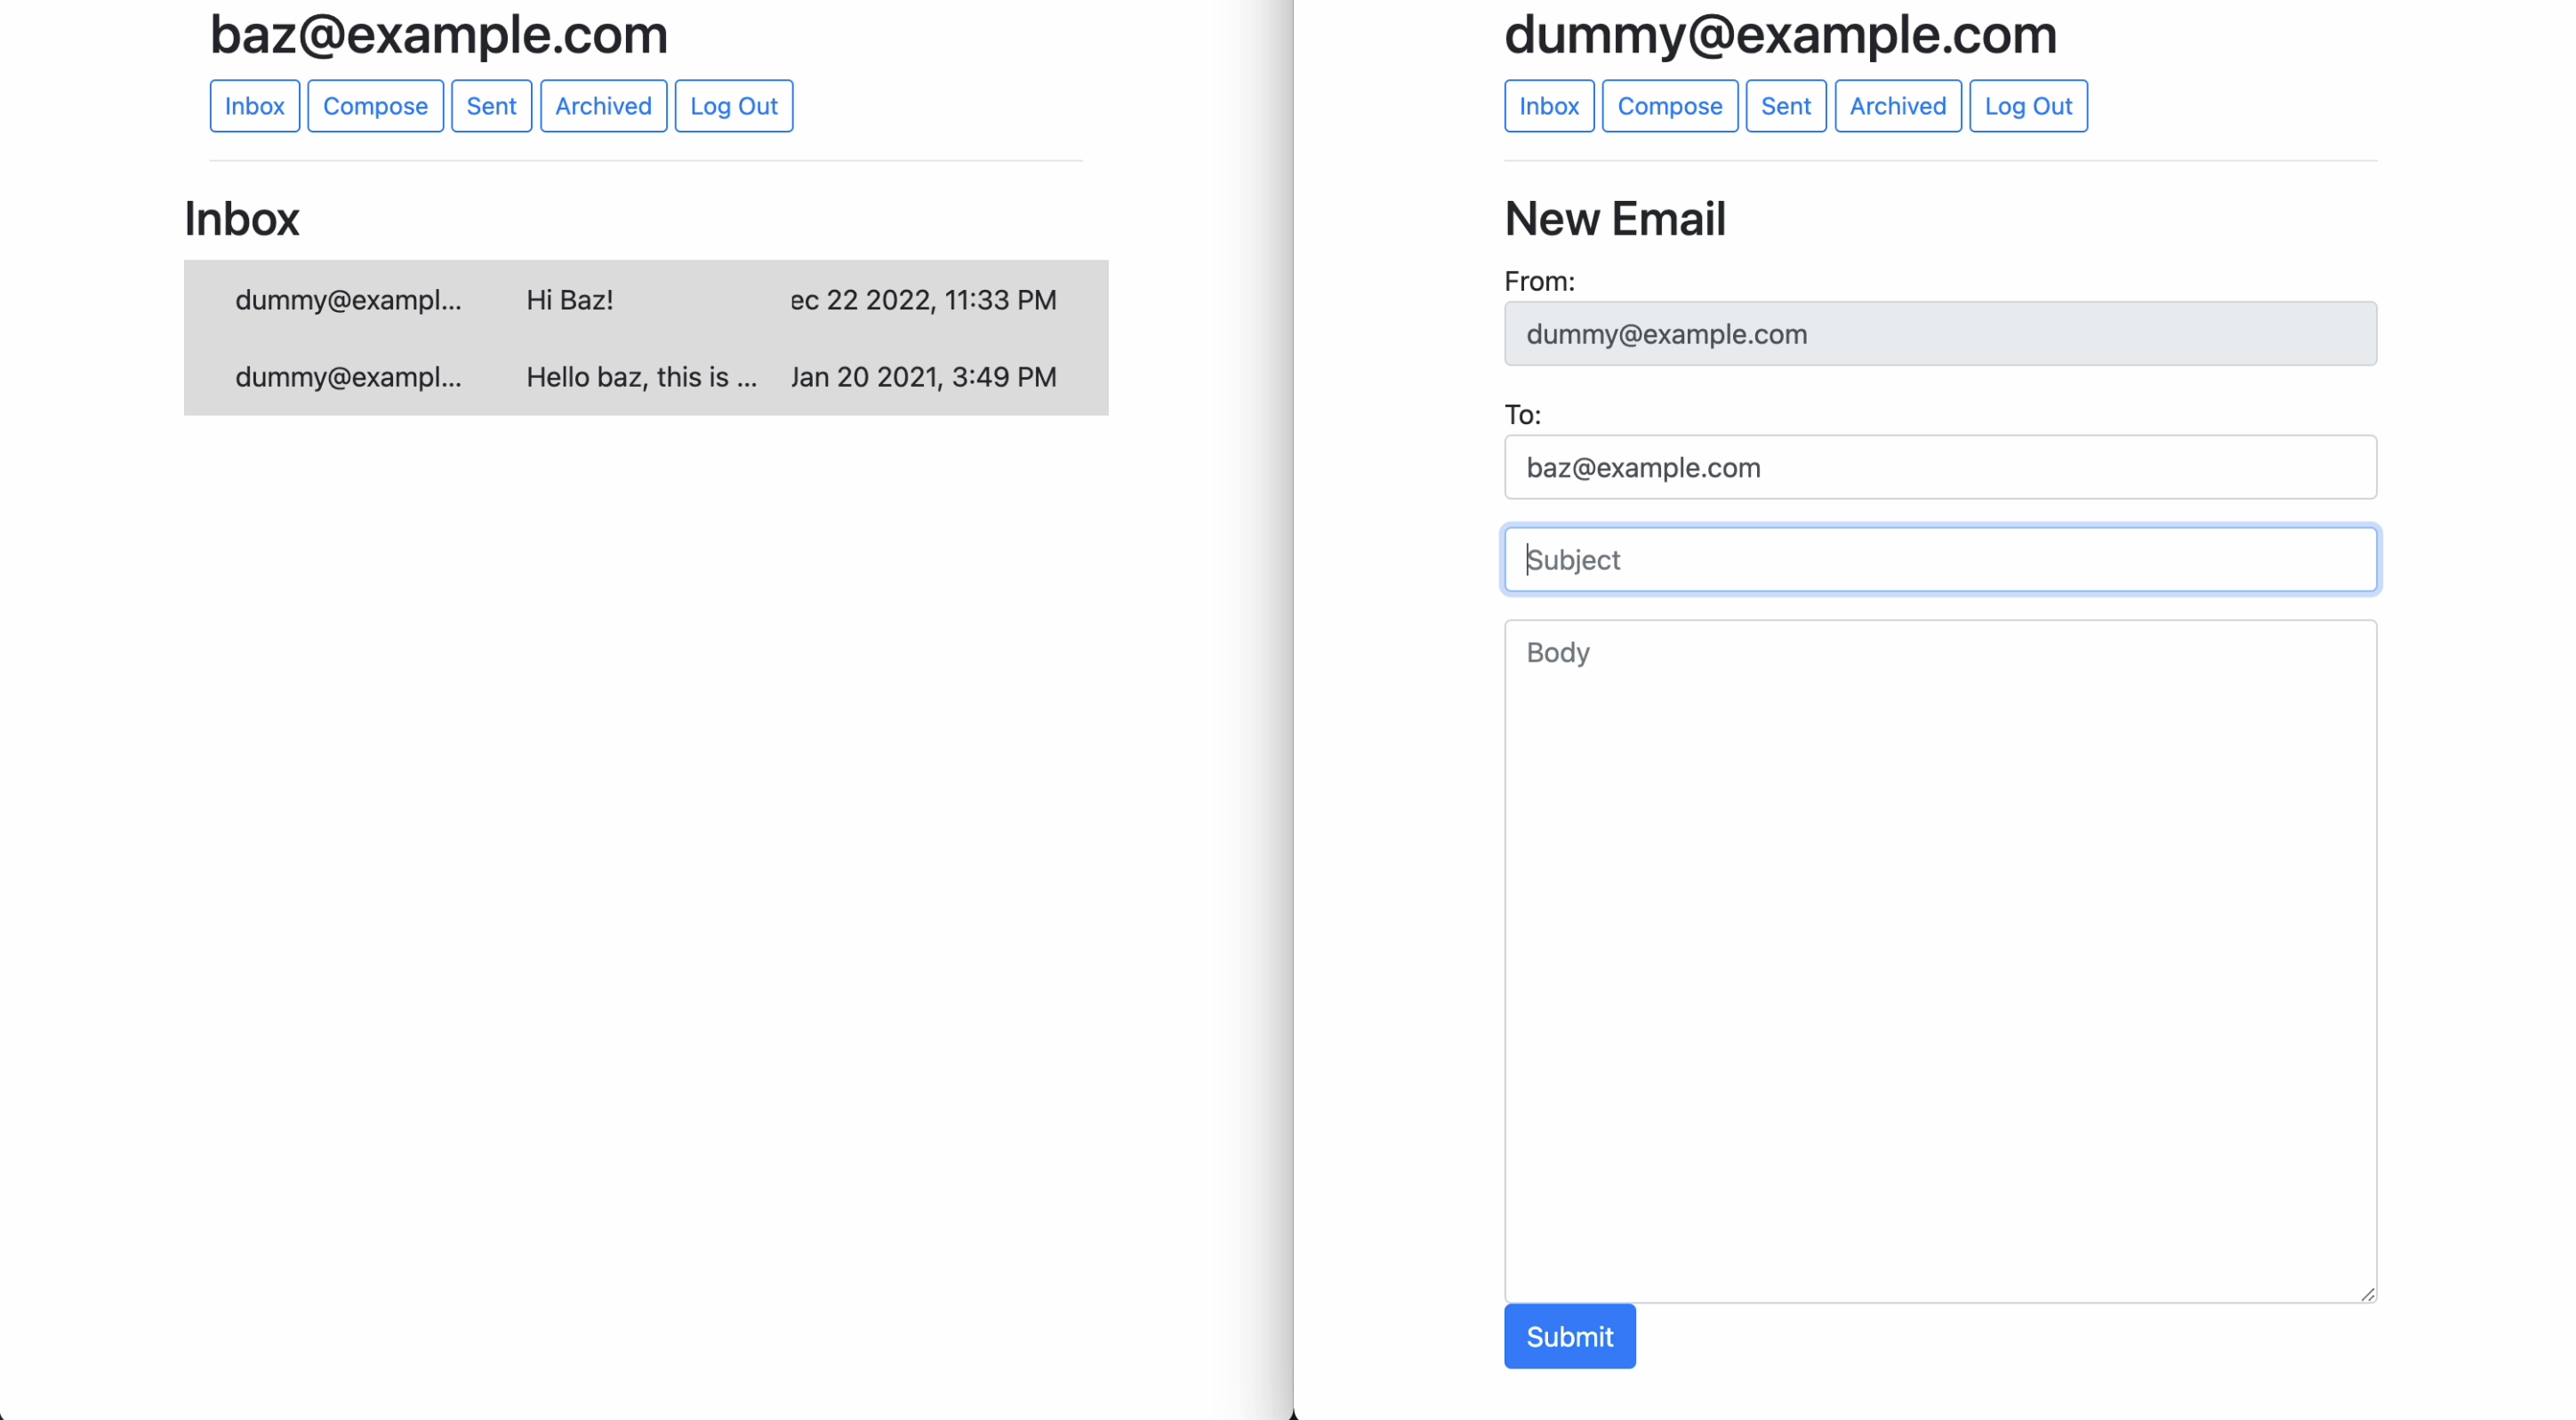 baz@example.com
Inbox Compose Sent Archived Log Out
Inbox
dummy@exampl... Hi Baz! ec 22 2022, 11:33 PM
dummy@exampl... Hello baz, this is ... Jan 20 2021, 3:49 PM
dummy@example.com
Inbox Compose Sent Archived Log Out
New Email
From:
dummy@example.com
To:
baz@example.com
Subject
Body
Submit